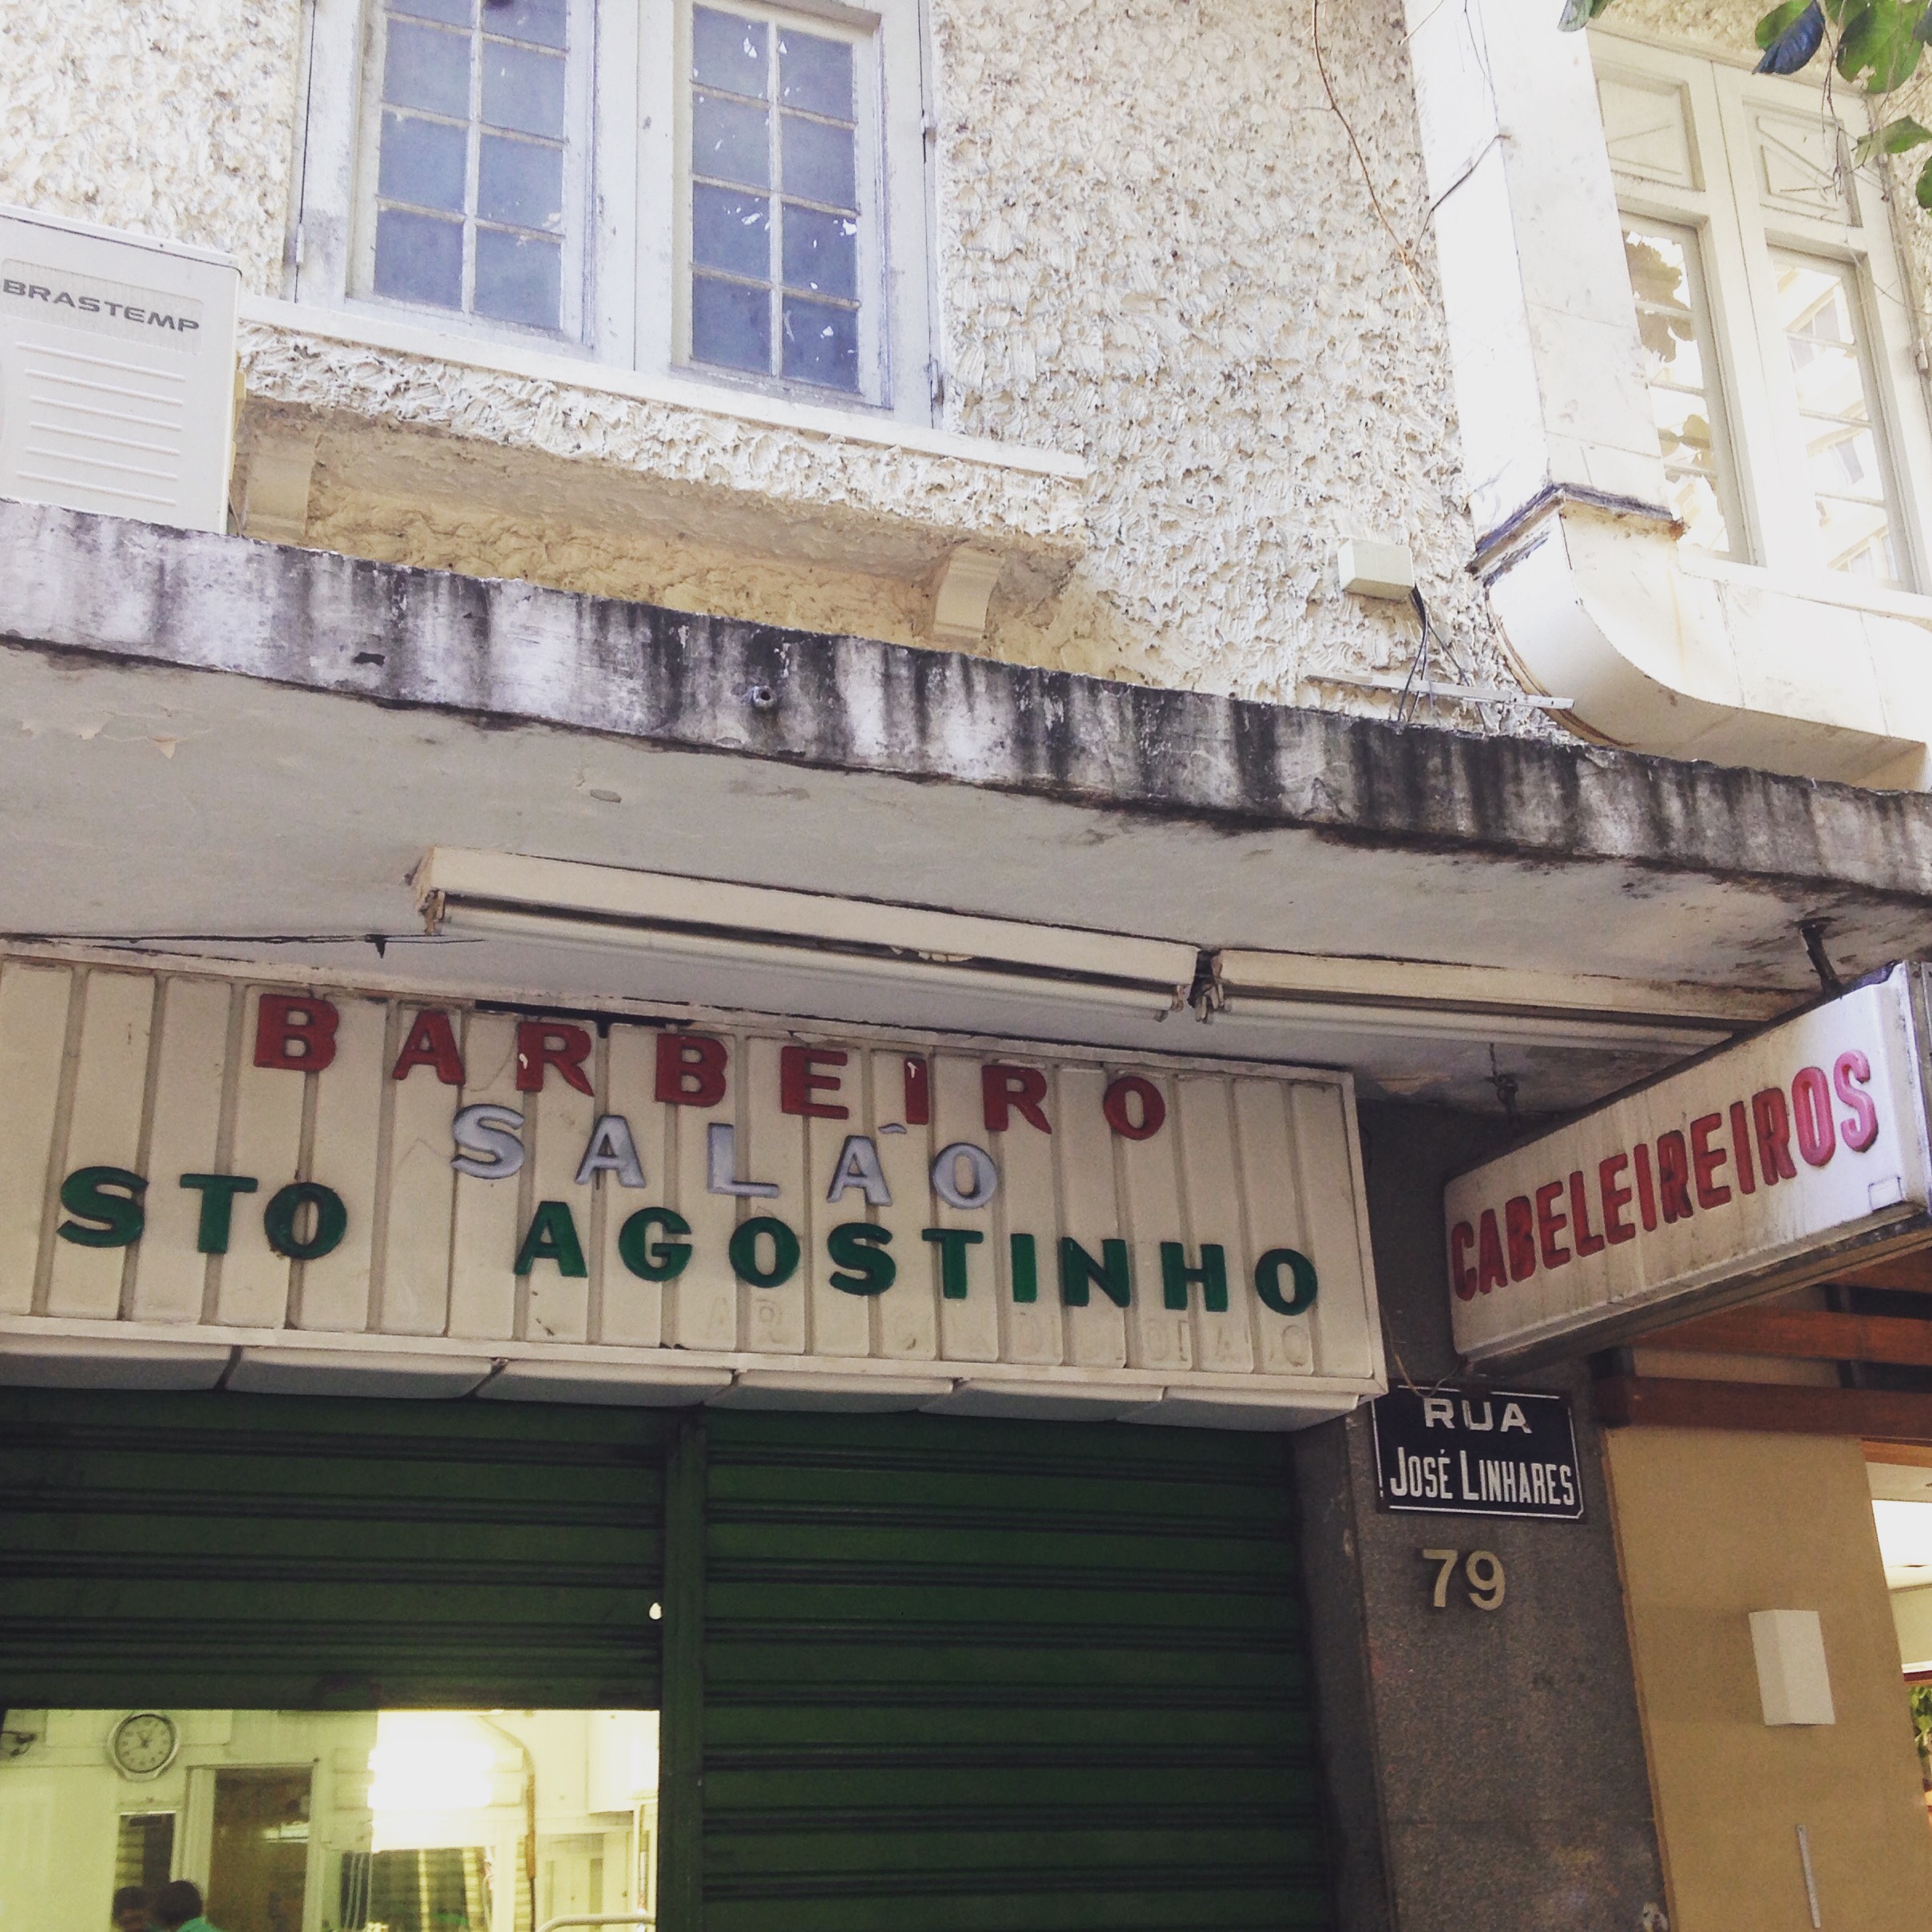 BRASTEMP
BARBEIRO
SALÃO
STO AGOSTINHO
CABELEIREIROS
RUA
JOSÉ LINHARES
79